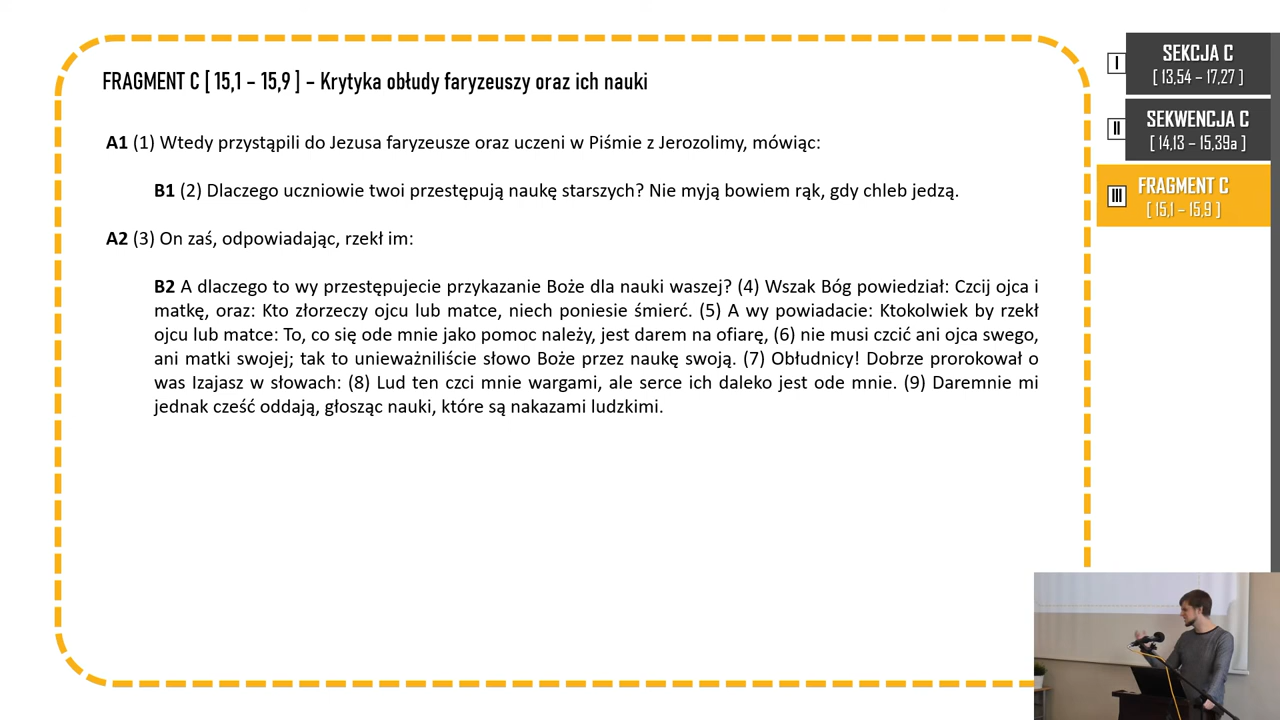 FRAGMENT C [ 15,1 – 15,9 ] – Krytyka obłudy faryzeuszy oraz ich nauki
A1 (1) Wtedy przystąpili do Jezusa faryzeusze oraz uczeni w Piśmie z Jerozolimy, mówiąc:
B1 (2) Dlaczego uczniowie twoi przestępują naukę starszych? Nie myją bowiem rąk, gdy chleb jedzą.
A2 (3) On zaś, odpowiadając, rzekł im:
B2 A dlaczego to wy przestępujecie przykazanie Boże dla nauki waszej? (4) Wszak Bóg powiedział: Czcij ojca i
matkę, oraz: Kto złorzeczy ojcu lub matce, niech poniesie śmierć. (5) A wy powiadacie: Ktokolwiek by rzekł
ojcu lub matce: To, co się ode mnie jako pomoc należy, jest darem na ofiarę, (6) nie musi czcić ani ojca swego,
ani matki swojej; tak to unieważniliście słowo Boże przez naukę swoją. (7) Obłudnicy! Dobrze prorokował o
was Izajasz w słowach: (8) Lud ten czci mnie wargami, ale serce ich daleko jest ode mnie. (9) Daremnie mi
jednak cześć oddają, głosząc nauki, które są nakazami ludzkimi.
I
SEKCJA C
[ 13,54 – 17,27 ]
II
SEKWENCJA C
[ 14,13 – 15,39a ]
III
FRAGMENT C
[ 15,1 – 15,9 ]